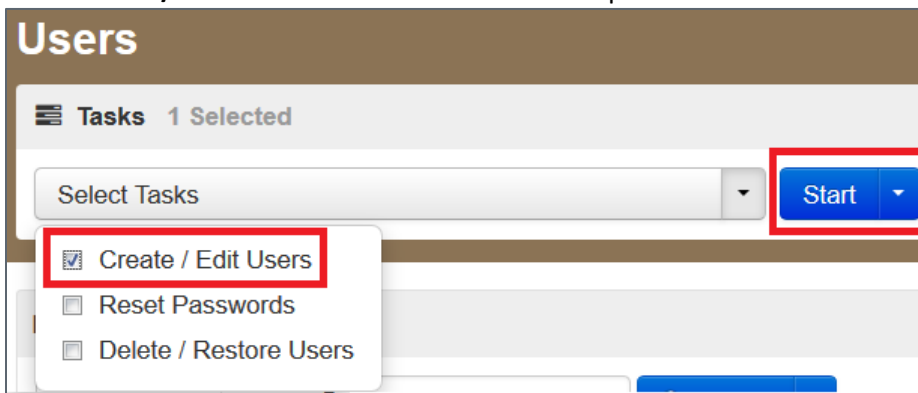 Users
Tasks 1 Selected
Select Tasks
Start
Create / Edit Users
Reset Passwords
Delete / Restore Users